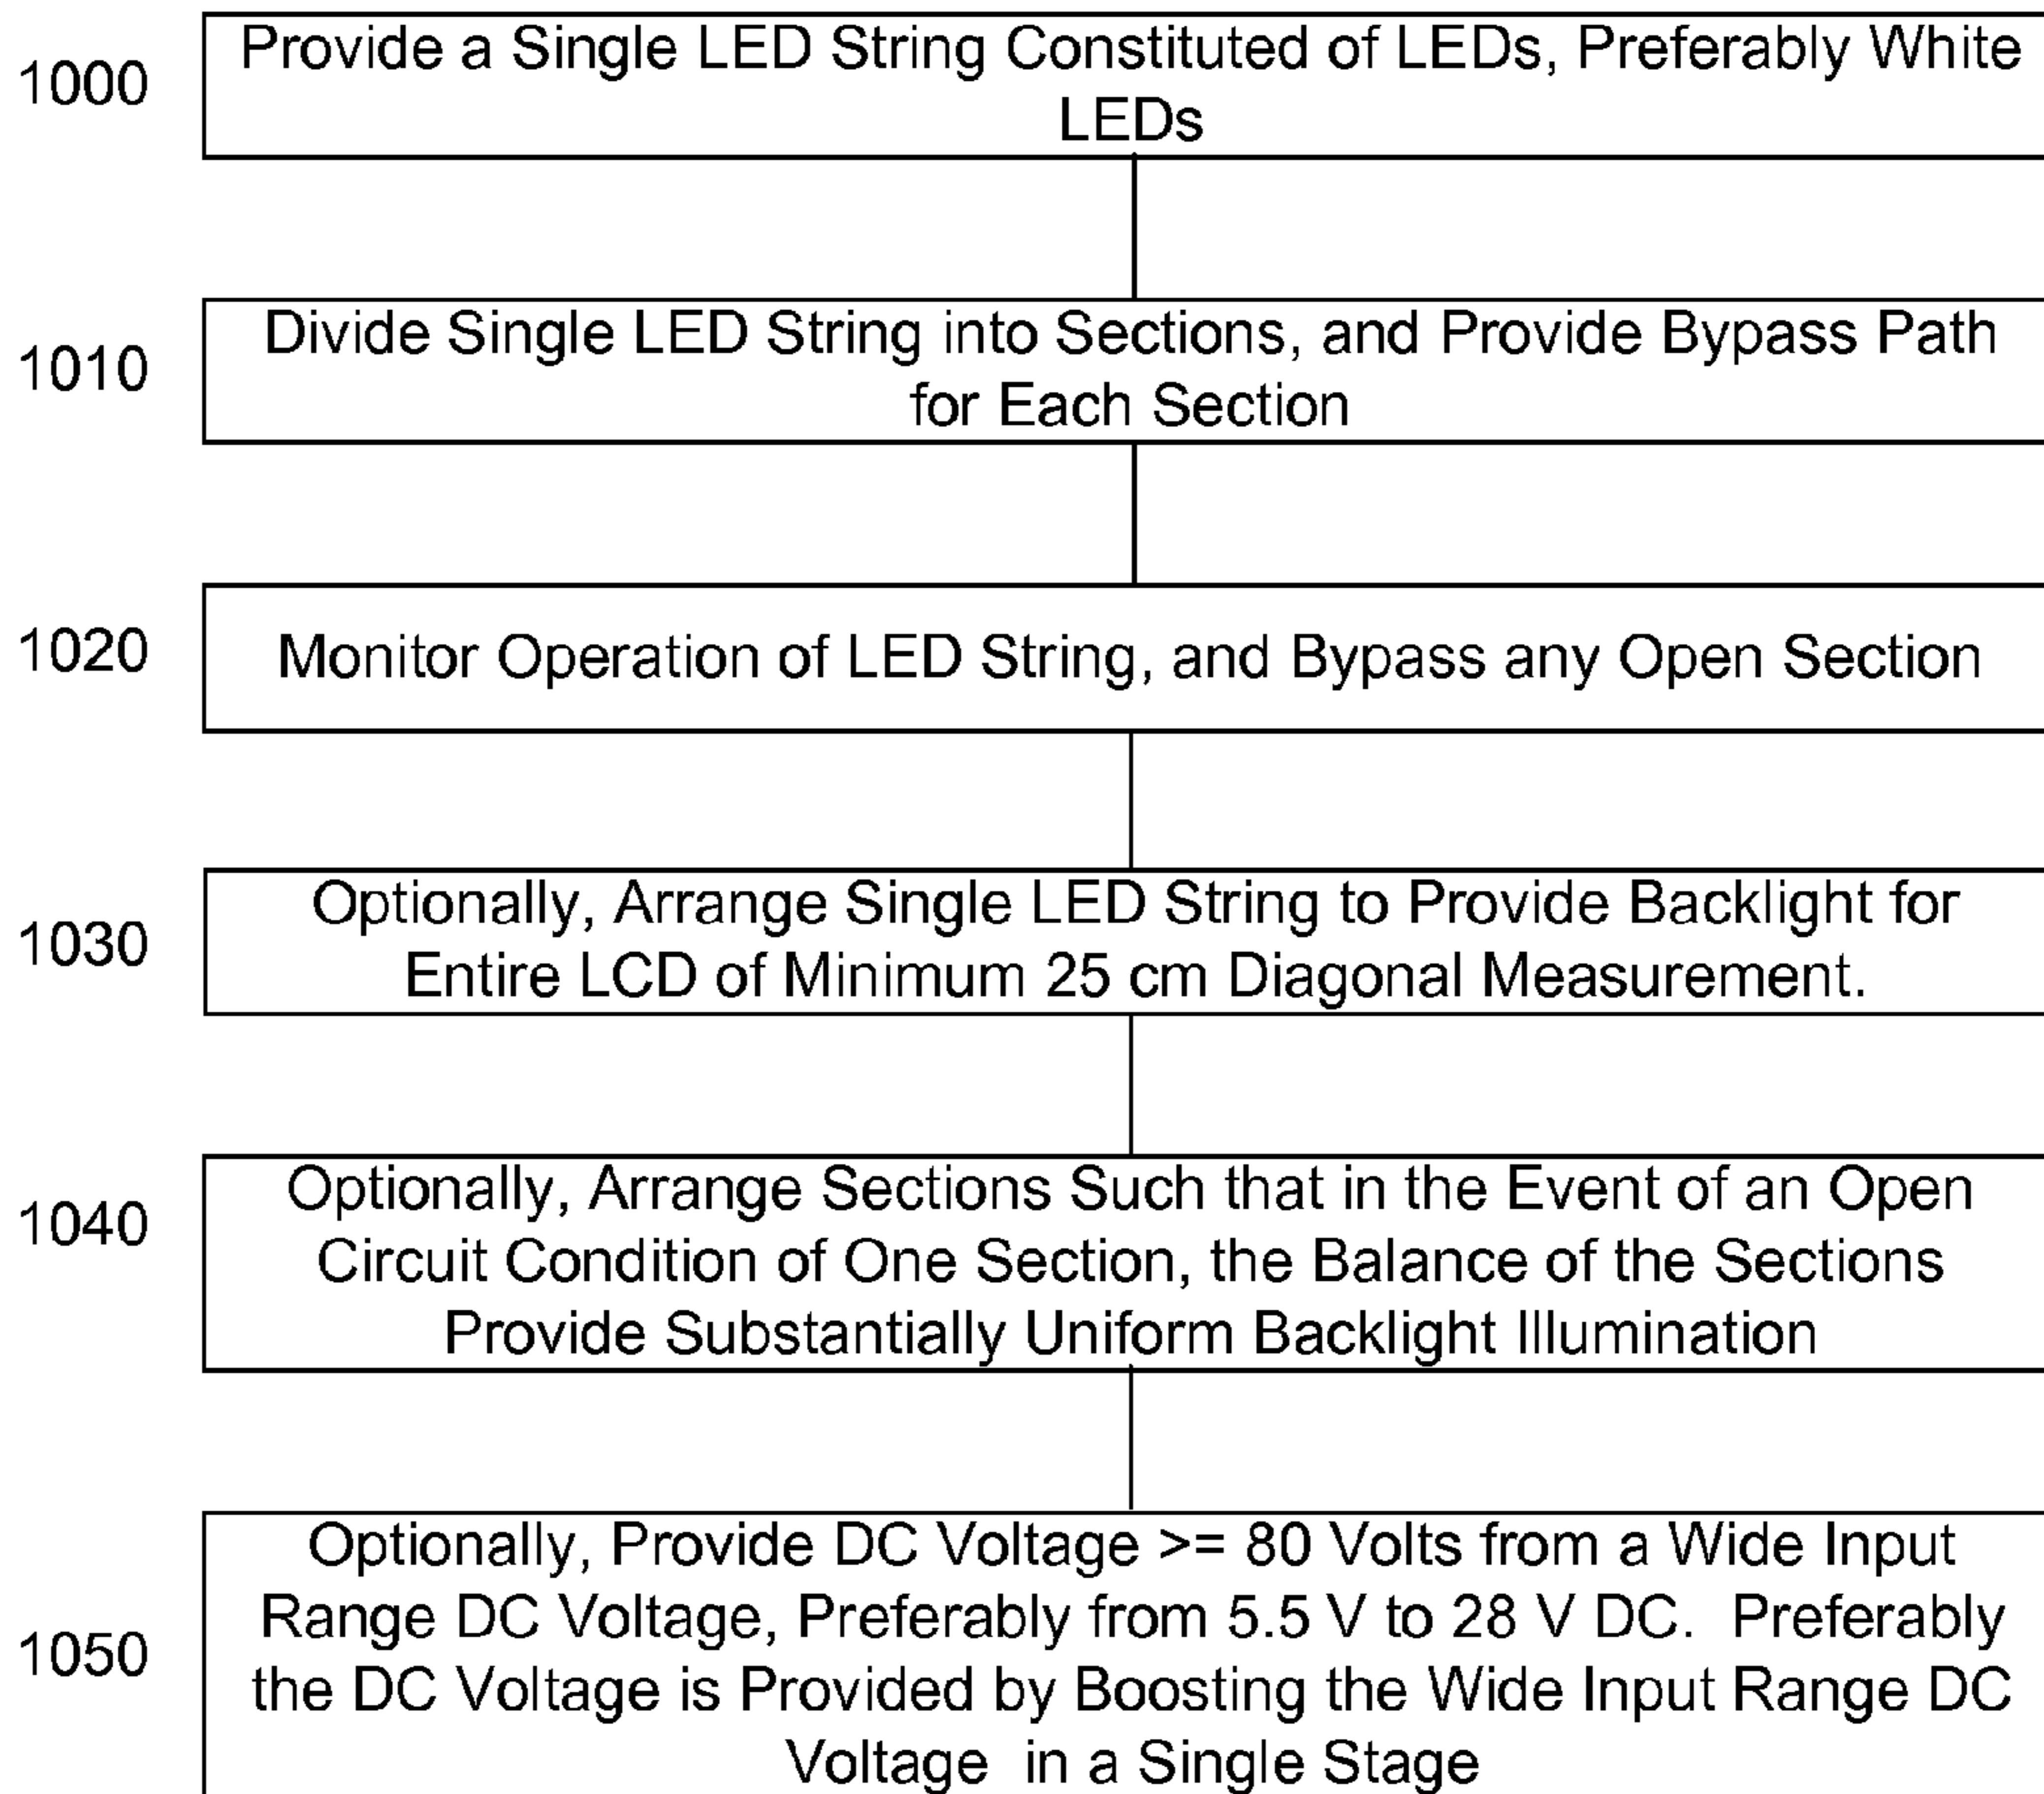 1000
Provide a Single LED String Constituted of LEDs, Preferably White
LEDs
1010
Divide Single LED String into Sections, and Provide Bypass Path
for Each Section
1020
Monitor Operation of LED String, and Bypass any Open Section
1030
Optionally, Arrange Single LED String to Provide Backlight for
Entire LCD of Minimum 25 cm Diagonal Measurement.
1040
Optionally, Arrange Sections Such that in the Event of an Open
Circuit Condition of One Section, the Balance of the Sections
Provide Substantially Uniform Backlight Illumination
1050
Optionally, Provide DC Voltage >= 80 Volts from a Wide Input
Range DC Voltage, Preferably from 5.5 V to 28 V DC.  Preferably
the DC Voltage is Provided by Boosting the Wide Input Range DC
Voltage  in a Single Stage